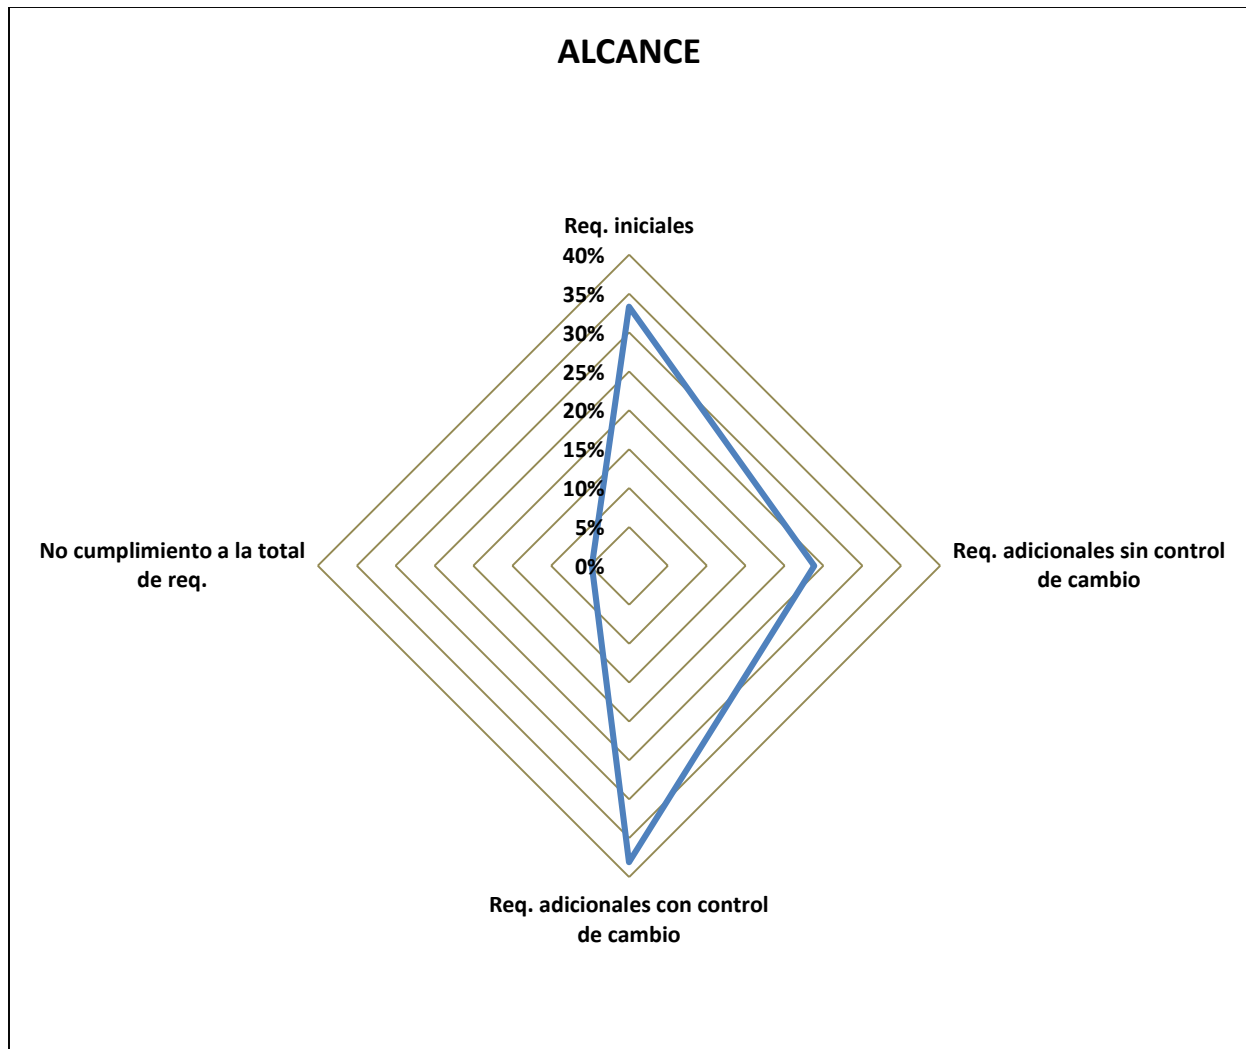 ALCANCE
Req. iniciales
40%
35%
30%
25%
20%
15%
10%
5%
0%
No cumplimiento a la total
de req.
Req. adicionales sin control
de cambio
Req. adicionales con control
de cambio